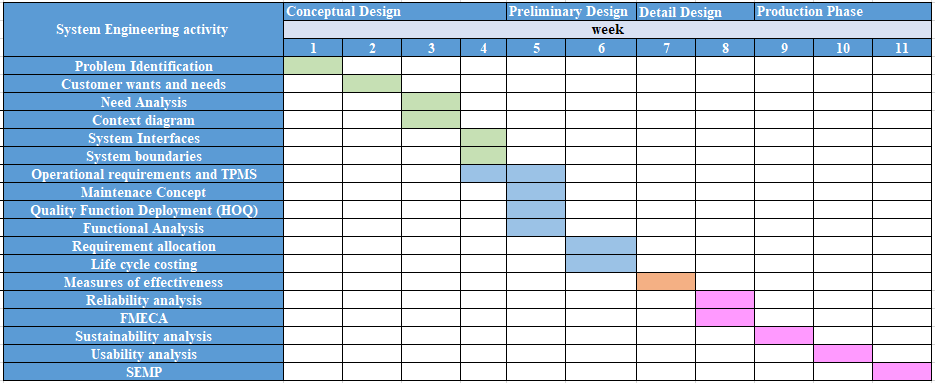 Conceptual Design Preliminary Design Detail Design Production Phase
System Engineering activity week
1 2 3 4 5 6 7 8 9 10 11
Problem Identification
Customer wants and needs
Need Analysis
Context diagram
System Interfaces
System boundaries
Operational requirements and TPMS
Maintenace Concept
Quality Function Deployment (HOQ)
Functional Analysis
Requirement allocation
Life cycle costing
Measures of effectiveness
Reliability analysis
FMECA
Sustainability analysis
Usability analysis
SEMP